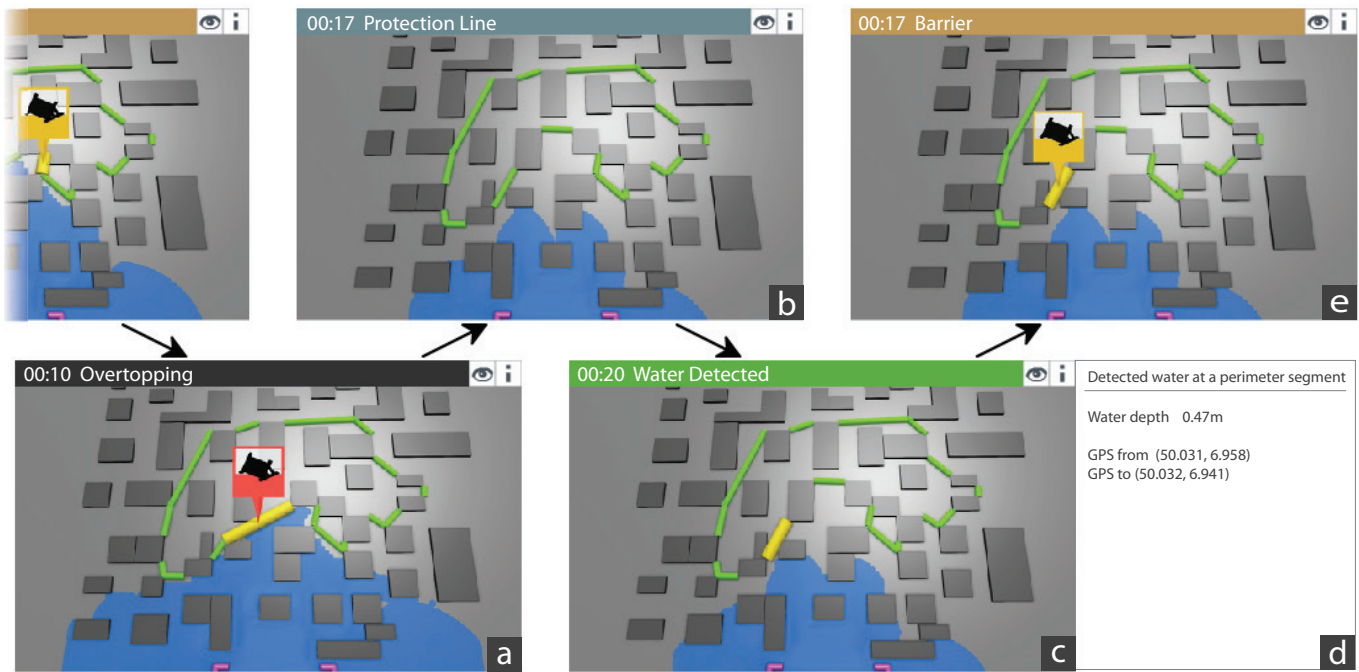 00:17 Protection Line
i
b
00:17 Barrier
i
e
i
00:10 Overtopping
i
a
00:20 Water Detected
i
c
Detected water at a perimeter segment
Water depth 0.47m
GPS from (50.031, 6.958)
GPS to (50.032, 6.941)
d